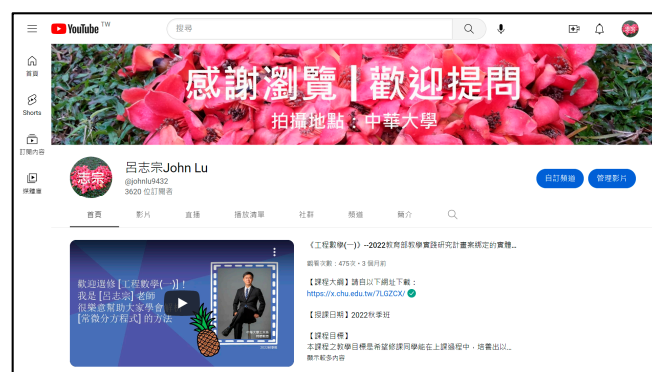 YouTube TW
搜尋
首頁
Shorts
訂閱內容
媒體庫
感謝瀏覽 | 歡迎提問
拍攝地點：中華大學
志宗
呂志宗John Lu
@johnlu9432
3620 位訂閱者
自訂頻道
管理影片
首頁 影片 直播 播放清單 社群 頻道 簡介
歡迎選修 [工程數學(一)]！
我是 [呂志宗] 老師
很樂意幫助大家學會
[常微分方程式] 的方法
《工程數學(一)》--2022教育部教學實踐研究計畫案綁定的實體...
觀看次數：475次・3 個月前
【課程大綱】請自以下網址下載：
https://x.chu.edu.tw/7LGZCX/
【授課日期】2022秋季班
【課程目標】
本課程之教學目標是希望修課同學能在上課過程中，培養出以...
顯示較多內容